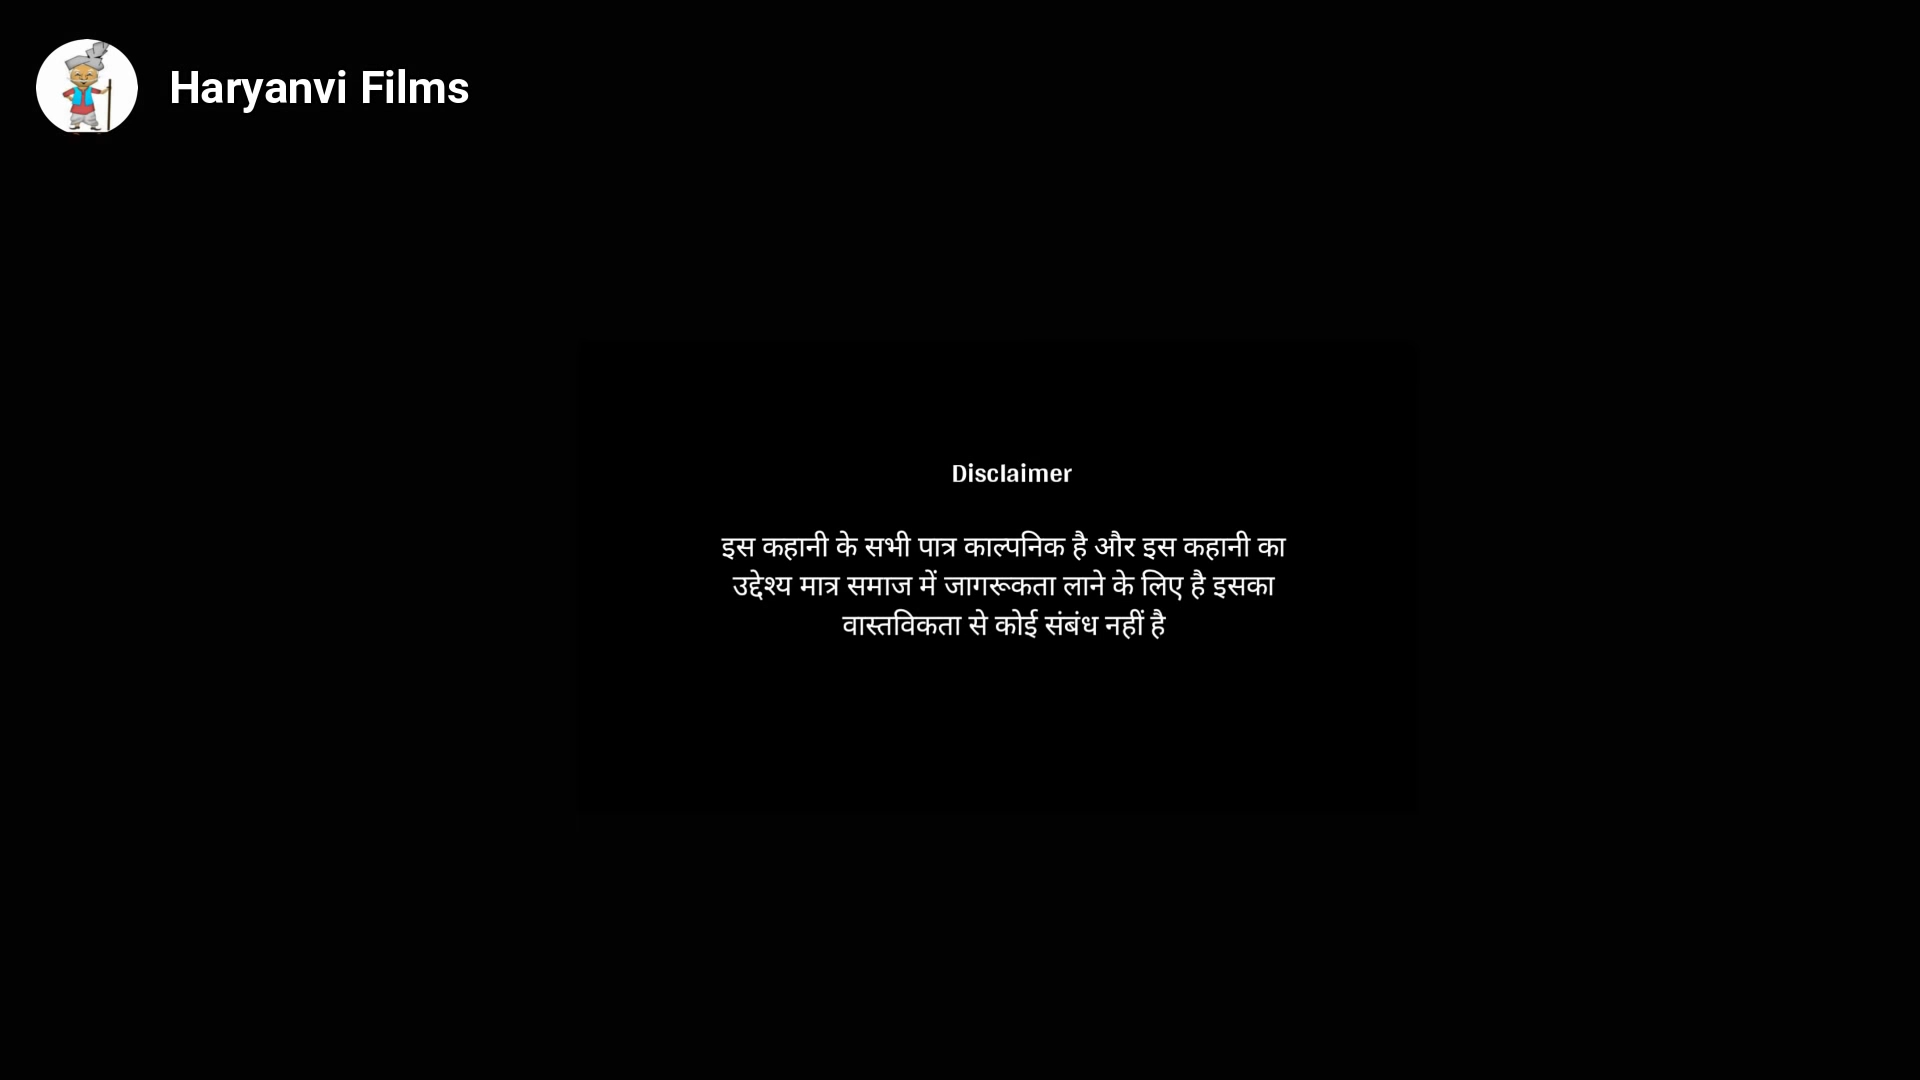 Haryanvi Films
Disclaimer
इस कहानी के सभी पात्र काल्पनिक है और इस कहानी का
उद्देश्य मात्र समाज में जागरूकता लाने के लिए है इसका
वास्तविकता से कोई संबंध नहीं है